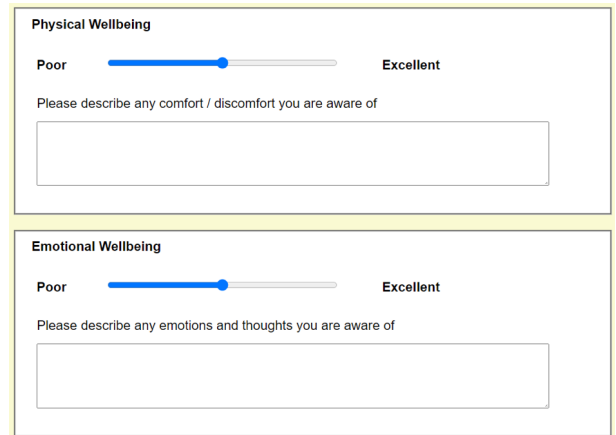 Physical Wellbeing
Poor Excellent
Please describe any comfort / discomfort you are aware of
Emotional Wellbeing
Poor Excellent
Please describe any emotions and thoughts you are aware of